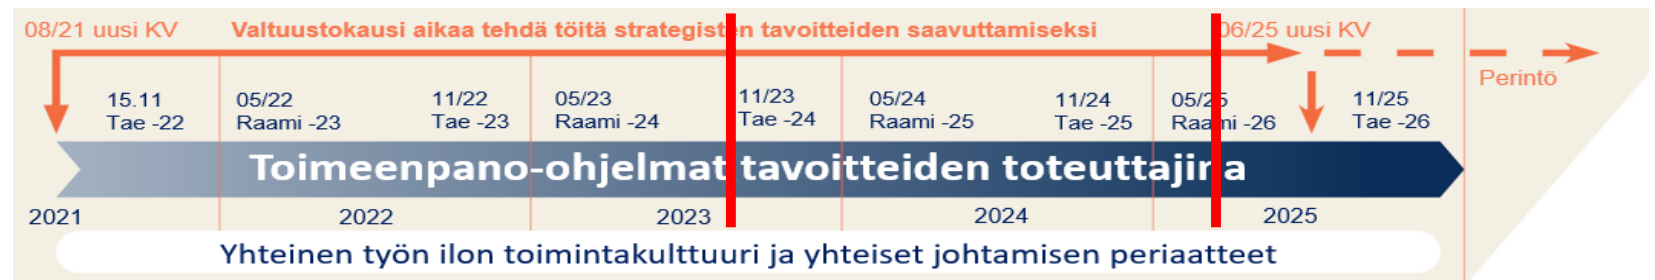 08/21 uusi KV
Valtuustokausi aikaa tehdä töitä strategisten tavoitteiden saavuttamiseksi
06/25 uusi KV
Perintö
15.11
Tae -22
05/22
Raami -23
11/22
Tae -23
05/23
Raami -24
11/23
Tae -24
05/24
Raami -25
11/24
Tae -25
05/25
Raami -26
11/25
Tae -26
Toimeenpano-ohjelmat tavoitteiden toteuttajina
2021
2022
2023
2024
2025
Yhteinen työn ilon toimintakulttuuri ja yhteiset johtamisen periaatteet